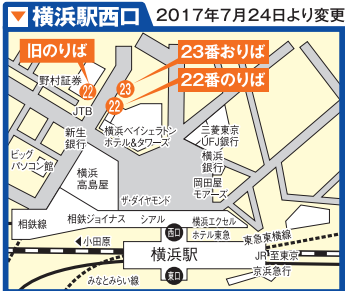 ▼横浜駅西口 2017年7月24日より変更
旧のりば
23番おりば
22番のりば
野村証券
22
23
22
JTB
新生
銀行
横浜ベイシェラトン
ホテル&タワーズ
三菱東京
UFJ銀行
ビッグ
パソコン館
横浜
高島屋
横浜
銀行
岡田屋
モアーズ
ザ・ダイヤモンド
相鉄線
相鉄ジョイナス
シアル
横浜エクセル
ホテル東急
西口
東急東横線
小田原
横浜駅
JR 至東京
京浜急行
東口
みなとみらい線